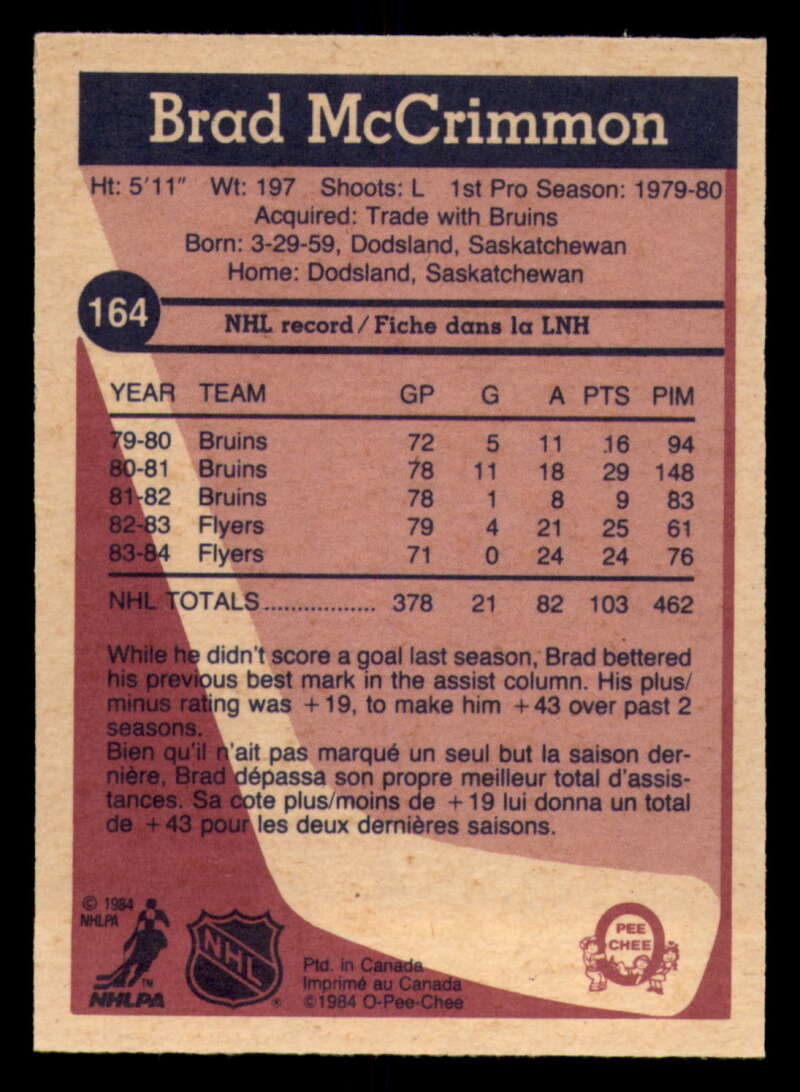 Brad McCrimmon
Ht: 5'11" Wt: 197 Shoots: L 1st Pro Season: 1979-80
Acquired: Trade with Bruins
Born: 3-29-59, Dodsland, Saskatchewan
Home: Dodsland, Saskatchewan
164
NHL record/Fiche dans la LNH
YEAR TEAM GP G A PTS PIM
79-80 Bruins 72 5 11 16 94
80-81 Bruins 78 11 18 29 148
81-82 Bruins 78 1 8 9 83
82-83 Flyers 79 4 21 25 61
83-84 Flyers 71 0 24 24 76
NHL TOTALS................. 378 21 82 103 462
While he didn't score a goal last season, Brad bettered
his previous best mark in the assist column. His plus/
minus rating was +19, to make him +43 over past 2
seasons.
Bien qu'il n'ait pas marqué un seul but la saison der-
nière, Brad dépassa son propre meilleur total d'assis-
tances. Sa cote plus/moins de +19 lui donna un total
de +43 pour les deux dernières saisons.
© 1984
NHLPA
TM
NHLPA
NHL
®
Ptd. in Canada
Imprimé au Canada
©1984 O-Pee-Chee
PEE
CHEE